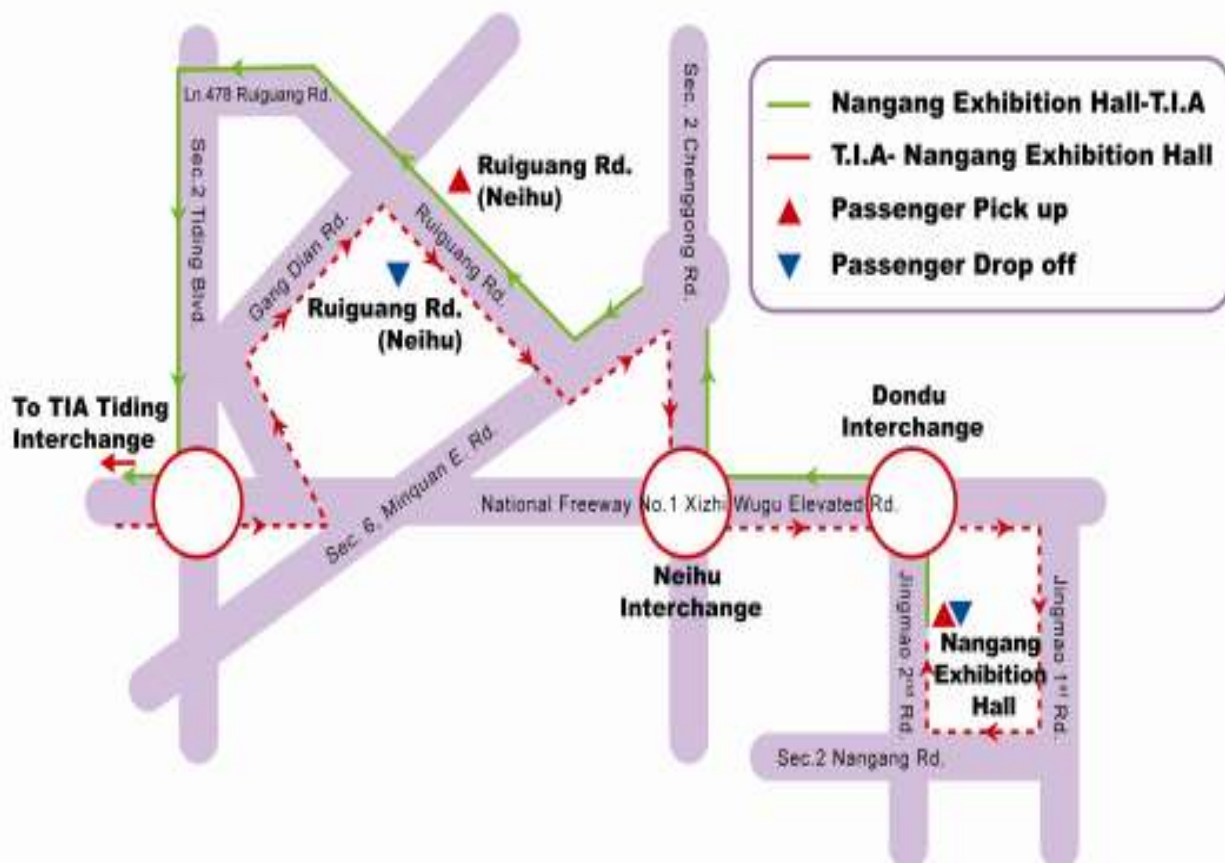 Ln.478 Ruiguang Rd.
Sec.2 Tiding Blvd.
Gang Dian Rd.
Ruiguang Rd.
Ruiguang Rd.
(Neihu)
Ruiguang Rd.
(Neihu)
Sec. 2 Chenggong Rd.
Nangang Exhibition Hall-T.I.A
T.I.A- Nangang Exhibition Hall
Passenger Pick up
Passenger Drop off
To TIA Tiding
Interchange
Dondu
Interchange
Sec. 6, Minquan E. Rd.
National Freeway No.1 Xizhi Wugu Elevated Rd.
Neihu
Interchange
Jingmao 2nst Rd.
Nangang
Exhibition
Hall
Jingmao 1st Rd.
Sec.2 Nangang Rd.